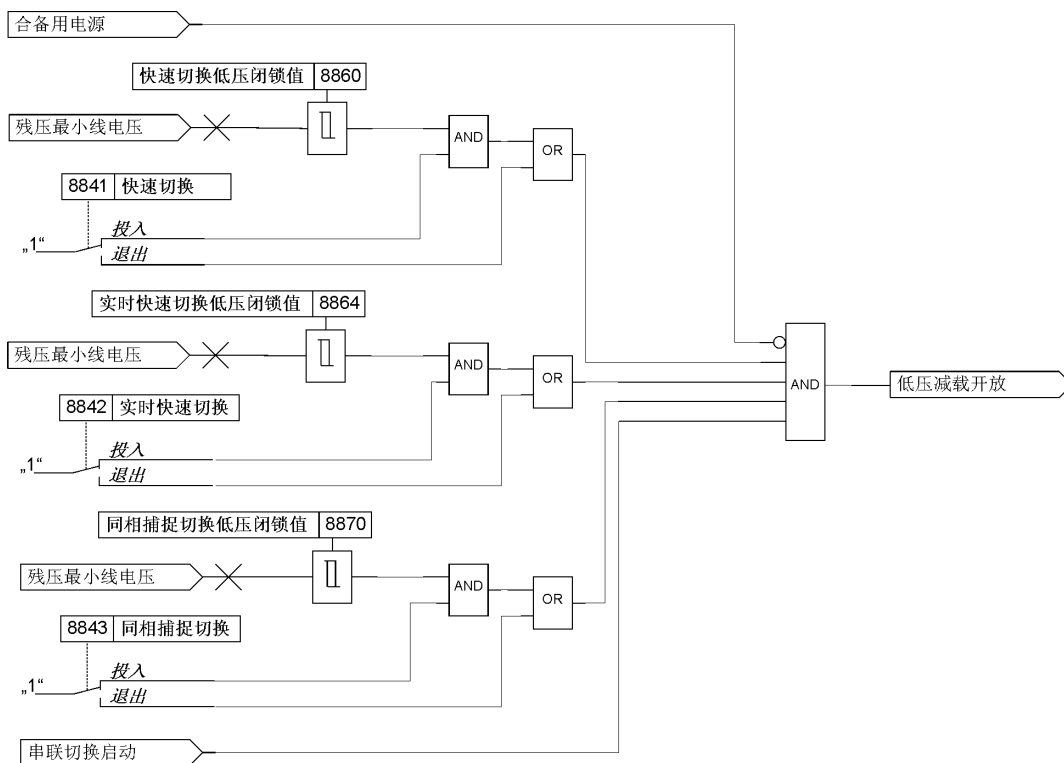 合备用电源
快速切换低压闭锁值 8860
残压最小线电压
AND
OR
8841 快速切换
投入
„1“
退出
实时快速切换低压闭锁值 8864
残压最小线电压
AND
OR
AND
低压减载开放
8842 实时快速切换
投入
„1“
退出
同相捕捉切换低压闭锁值 8870
残压最小线电压
AND
OR
8843 同相捕捉切换
投入
„1“
退出
串联切换启动